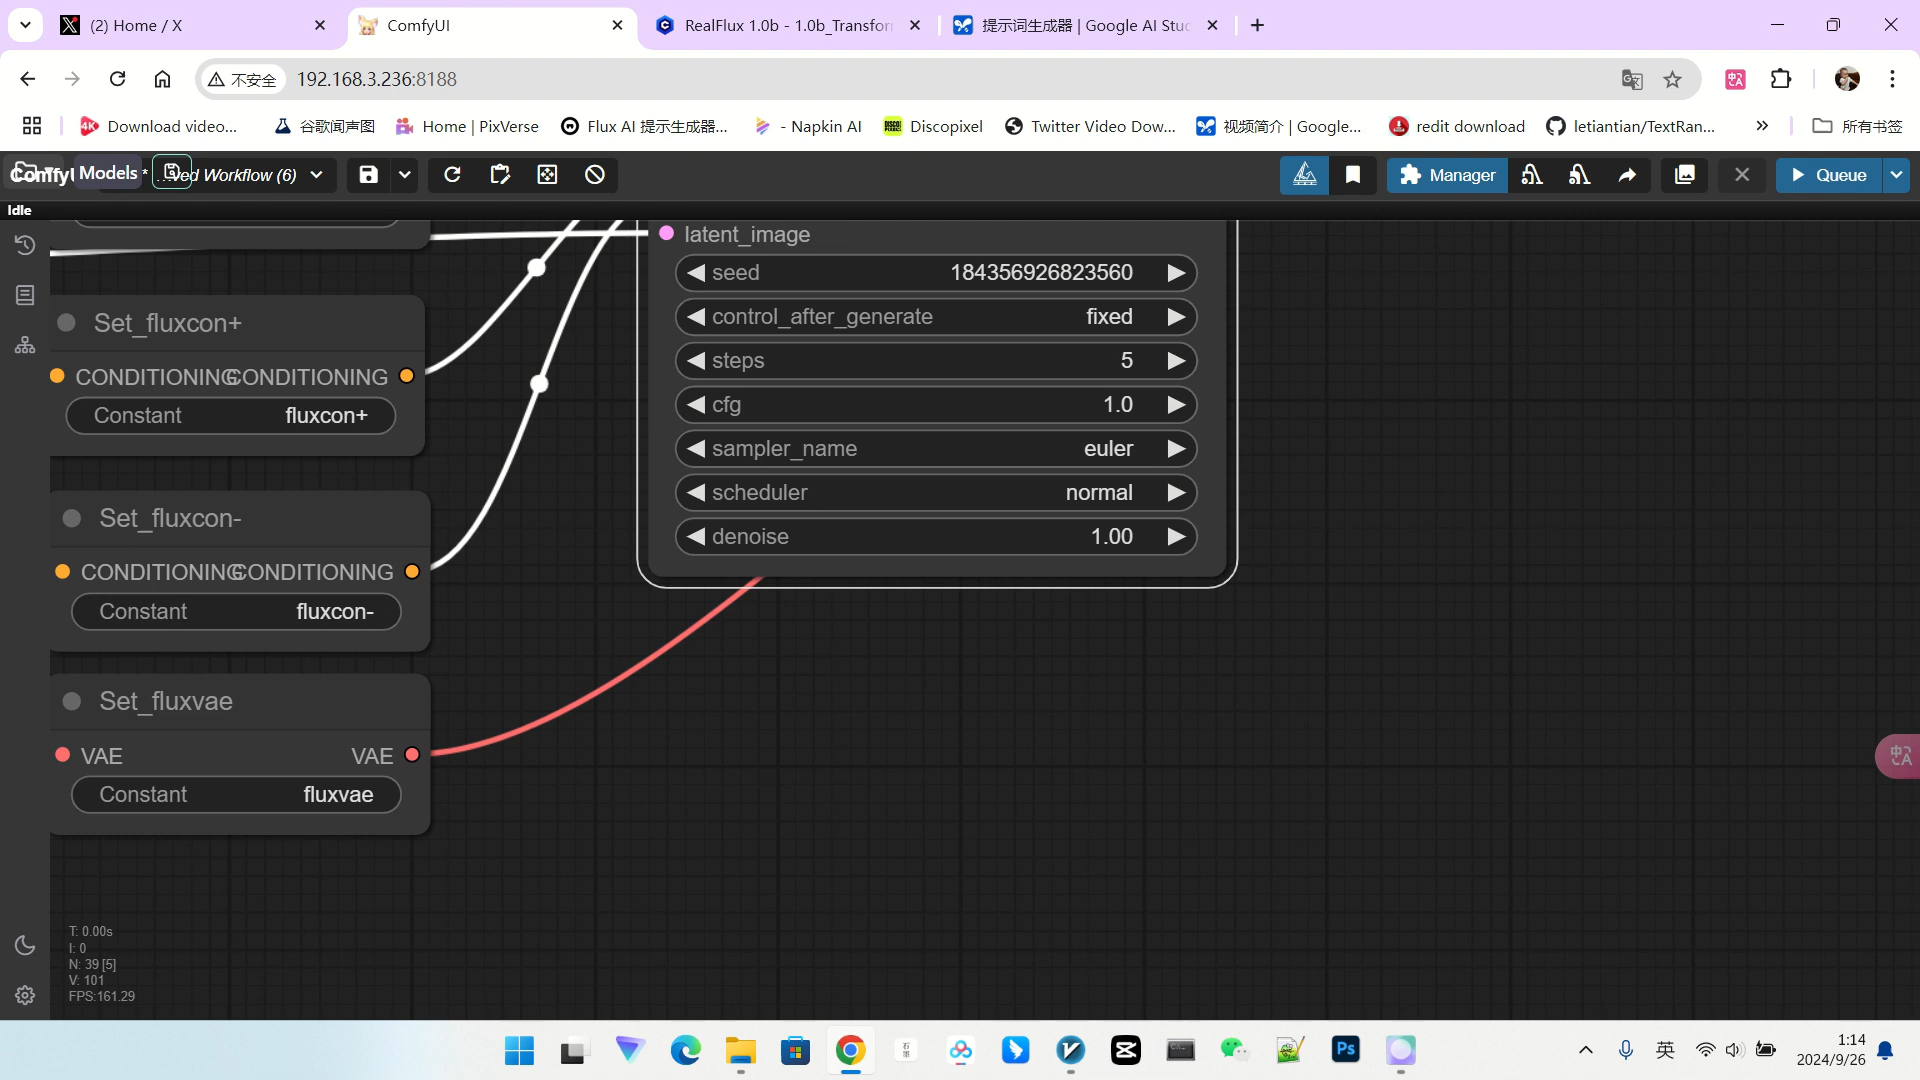 (2) Home / X
ComfyUI
RealFlux 1.0b - 1.0b_Transfor
提示词生成器 | Google AI Stuc
不安全
192.168.3.236:8188
Download video...
谷歌闻声图
Home | PixVerse
Flux AI 提示生成器...
- Napkin AI
Discopixel
Twitter Video Dow...
视频简介 | Google...
redit download
letiantian/TextRan...
所有书签
Models
ved Workflow (6)
Manager
Queue
Idle
latent_image
seed 184356926823560
control_after_generate fixed
steps 5
cfg 1.0
sampler_name euler
scheduler normal
denoise 1.00
Set_fluxcon+
CONDITIONING CONDITIONING
Constant fluxcon+
Set_fluxcon-
CONDITIONING CONDITIONING
Constant fluxcon-
Set_fluxvae
VAE VAE
Constant fluxvae
T: 0.00s
I: 0
N: 39 [5]
V: 101
FPS:161.29
英
1:14
2024/9/26
Ps